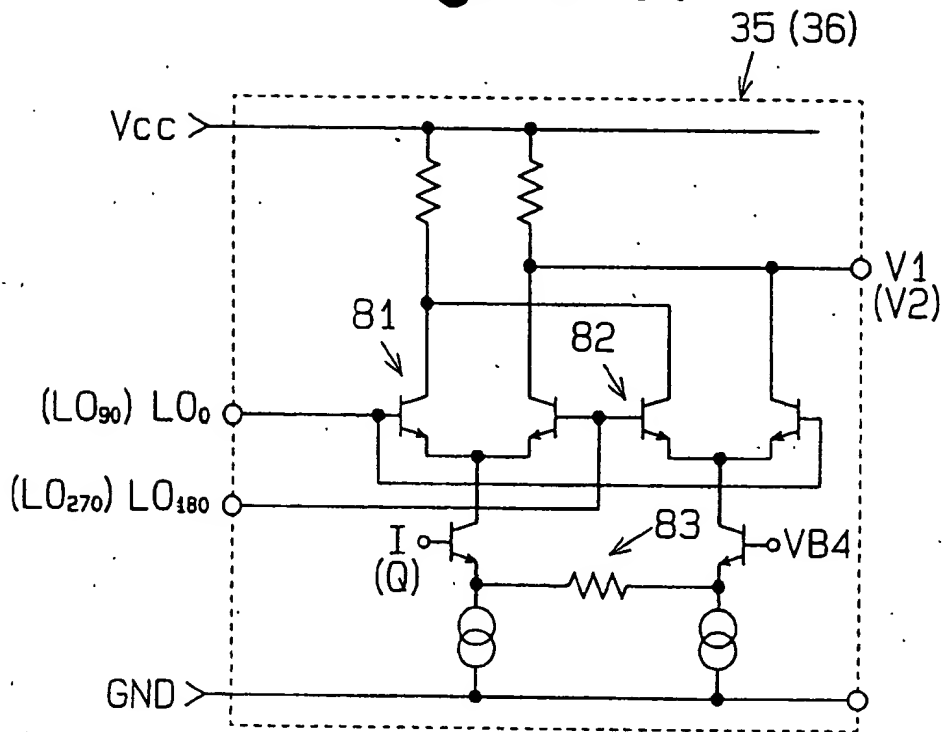 35 (36)
Vcc
V1
(V2)
81
82
(LO₉₀) LO₀
(LO₂₇₀) LO₁₈₀
83
I
(Q)
VB4
GND